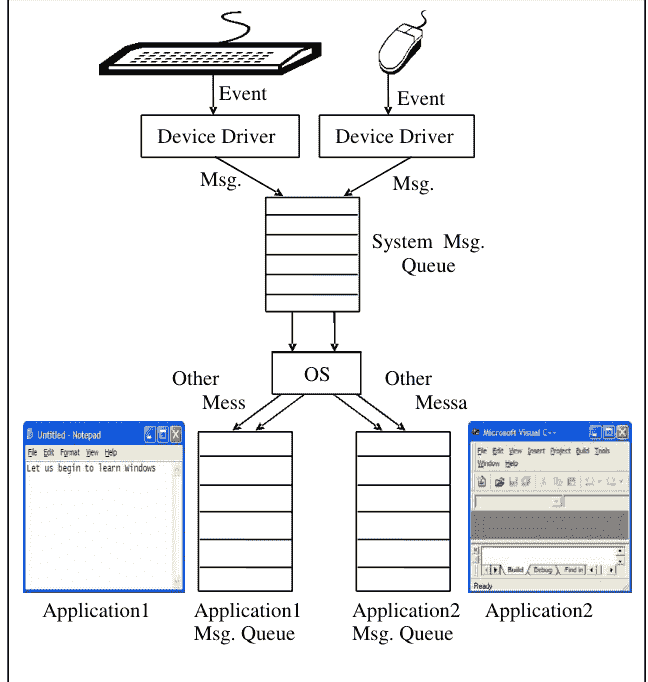 Event
Event
Device Driver
Device Driver
Msg.
Msg.
System Msg.
Queue
OS
Other
Mess
Other
Messa
Untitled - Notepad
File Edit Format View Help
Let us begin to learn Windows
Microsoft Visual C++
File Edit View Insert Project Build Tools
Window Help
Build Debug Find in
Ready
Application1
Application1
Msg. Queue
Application2
Msg. Queue
Application2